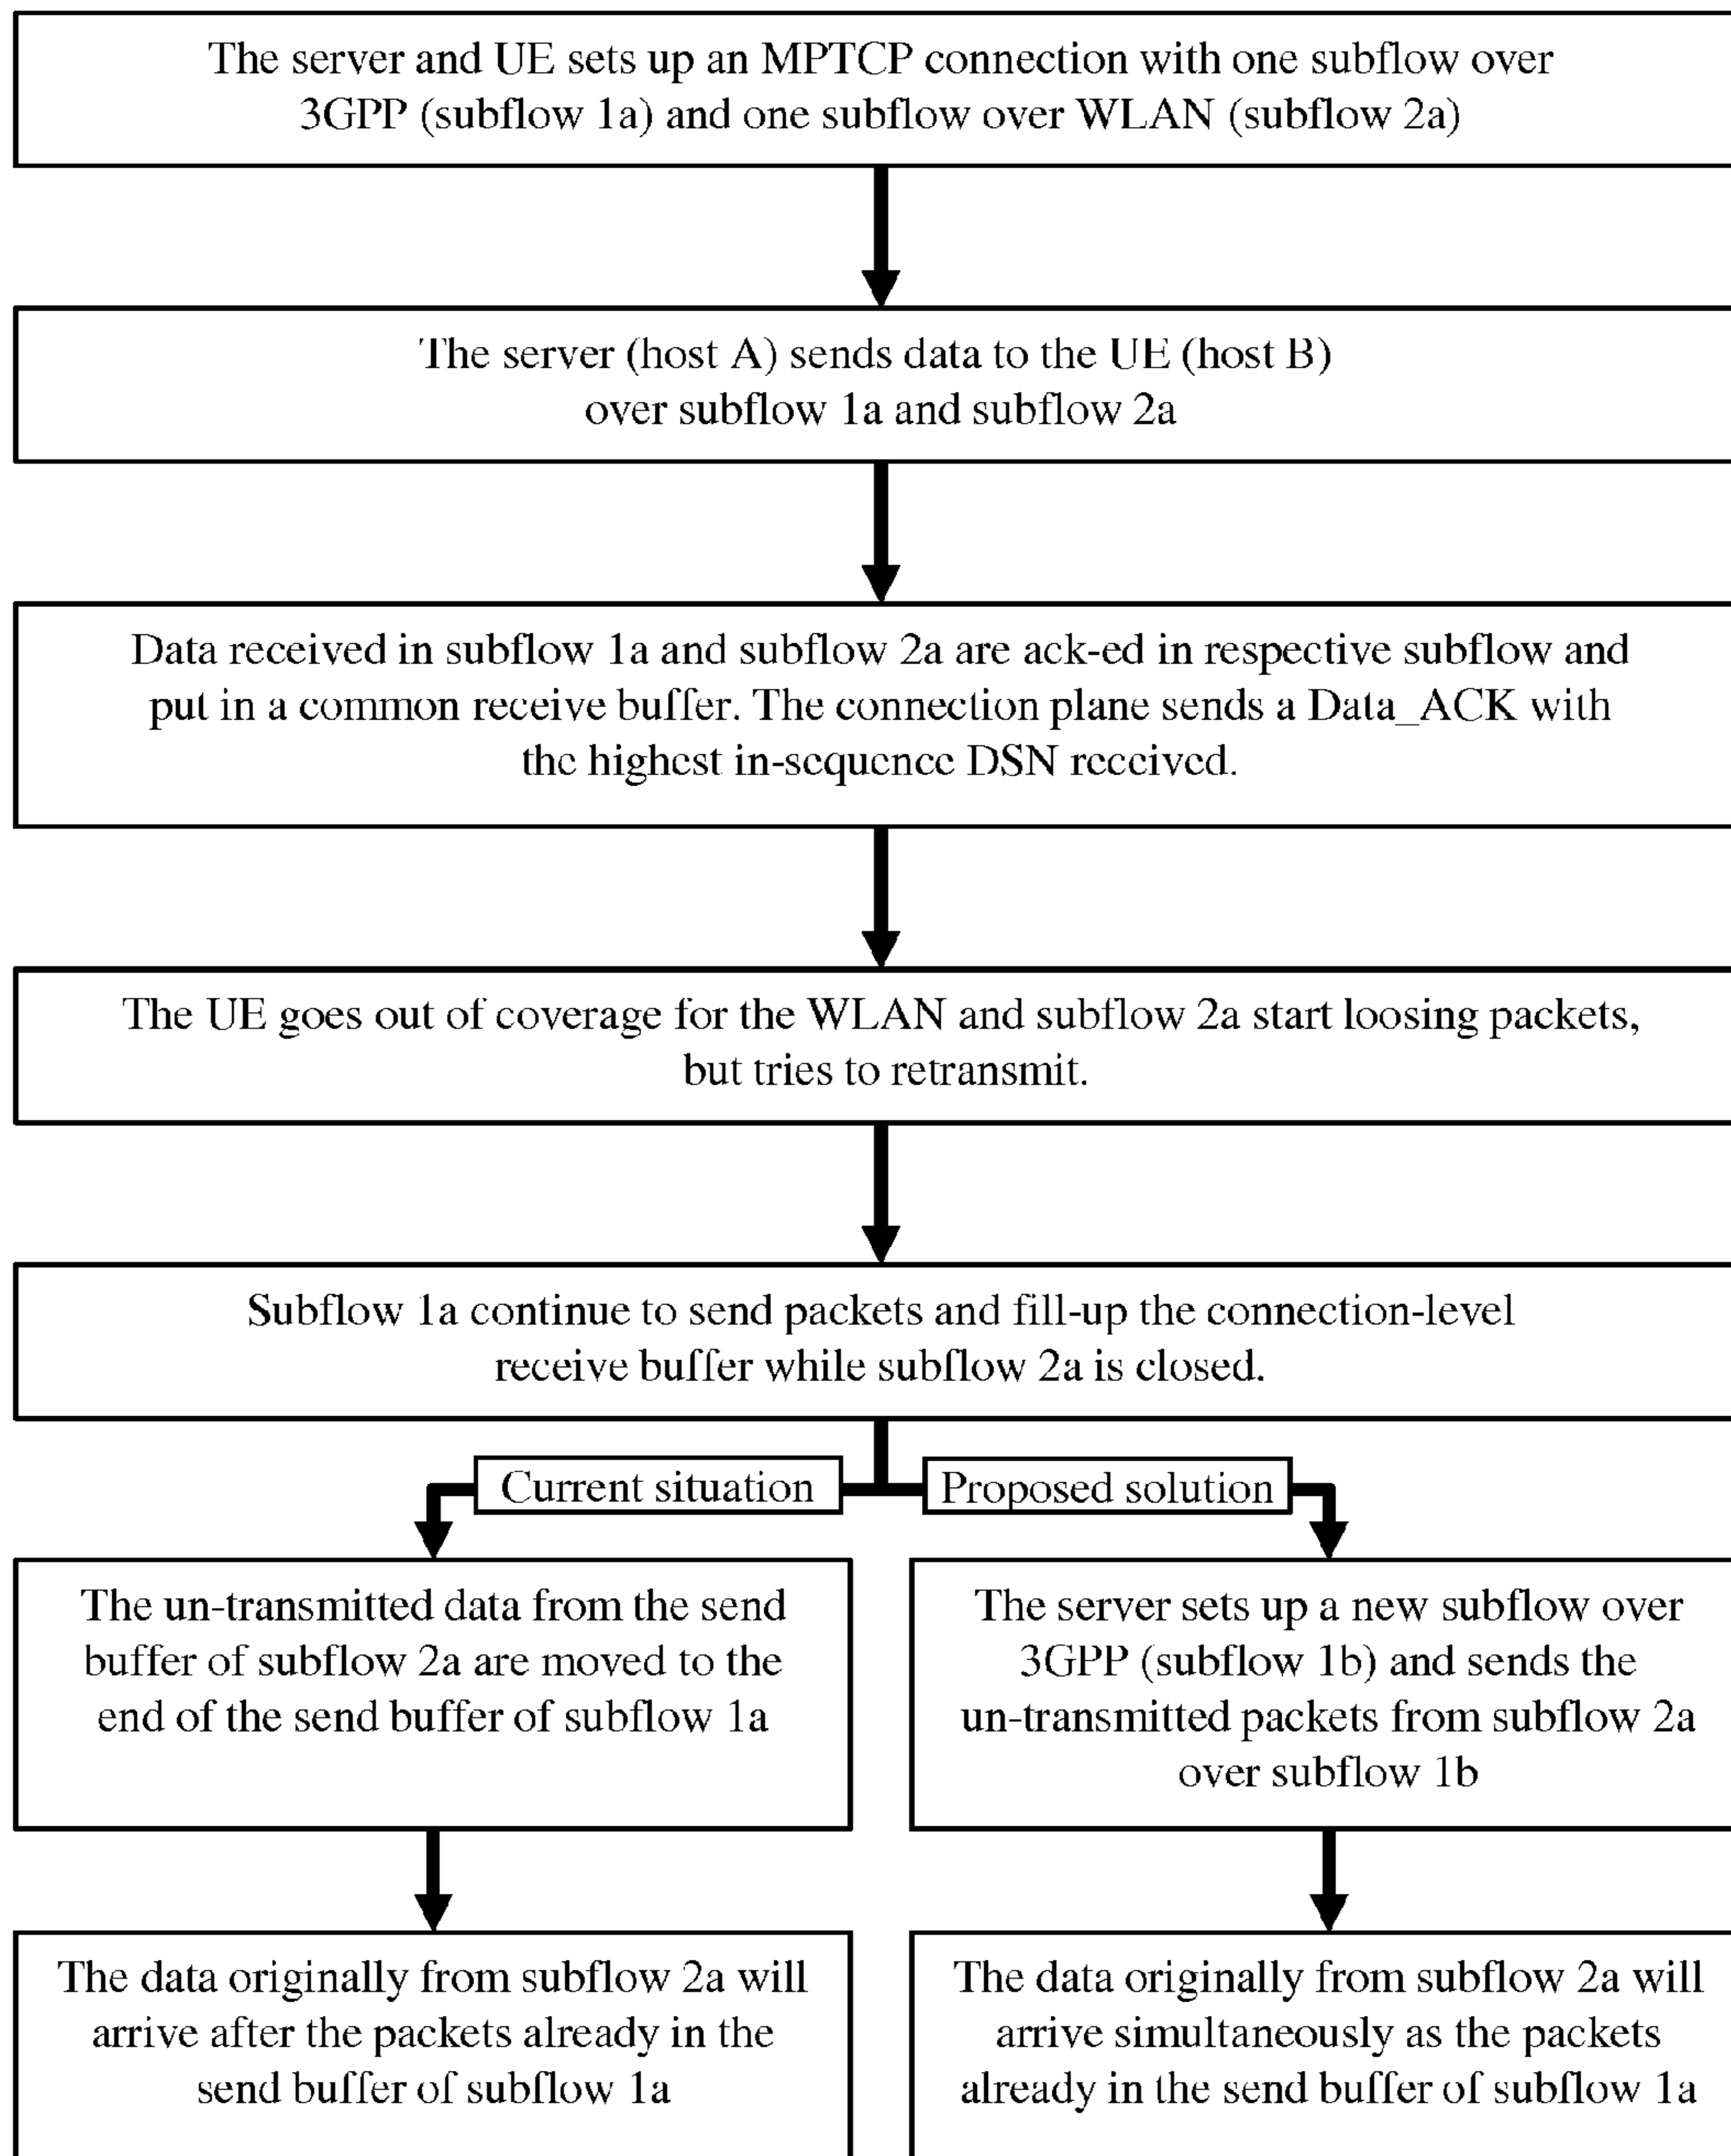 The server and UE sets up an MPTCP connection with one subflow over
3GPP (subflow 1a) and one subflow over WLAN (subflow 2a)
The server (host A) sends data to the UE (host B)
over subflow 1a and subflow 2a
Data received in subflow 1a and subflow 2a are ack-ed in respective subflow and
put in a common receive buffer. The connection plane sends a Data_ACK with
the highest in-sequence DSN received.
The UE goes out of coverage for the WLAN and subflow 2a start loosing packets,
but tries to retransmit.
Subflow 1a continue to send packets and fill-up the connection-level
receive buffer while subflow 2a is closed.
Current situation
Proposed solution
The un-transmitted data from the send
buffer of subflow 2a are moved to the
end of the send buffer of subflow 1a
The server sets up a new subflow over
3GPP (subflow 1b) and sends the
un-transmitted packets from subflow 2a
over subflow 1b
The data originally from subflow 2a will
arrive after the packets already in the
send buffer of subflow 1a
The data originally from subflow 2a will
arrive simultaneously as the packets
already in the send buffer of subflow 1a